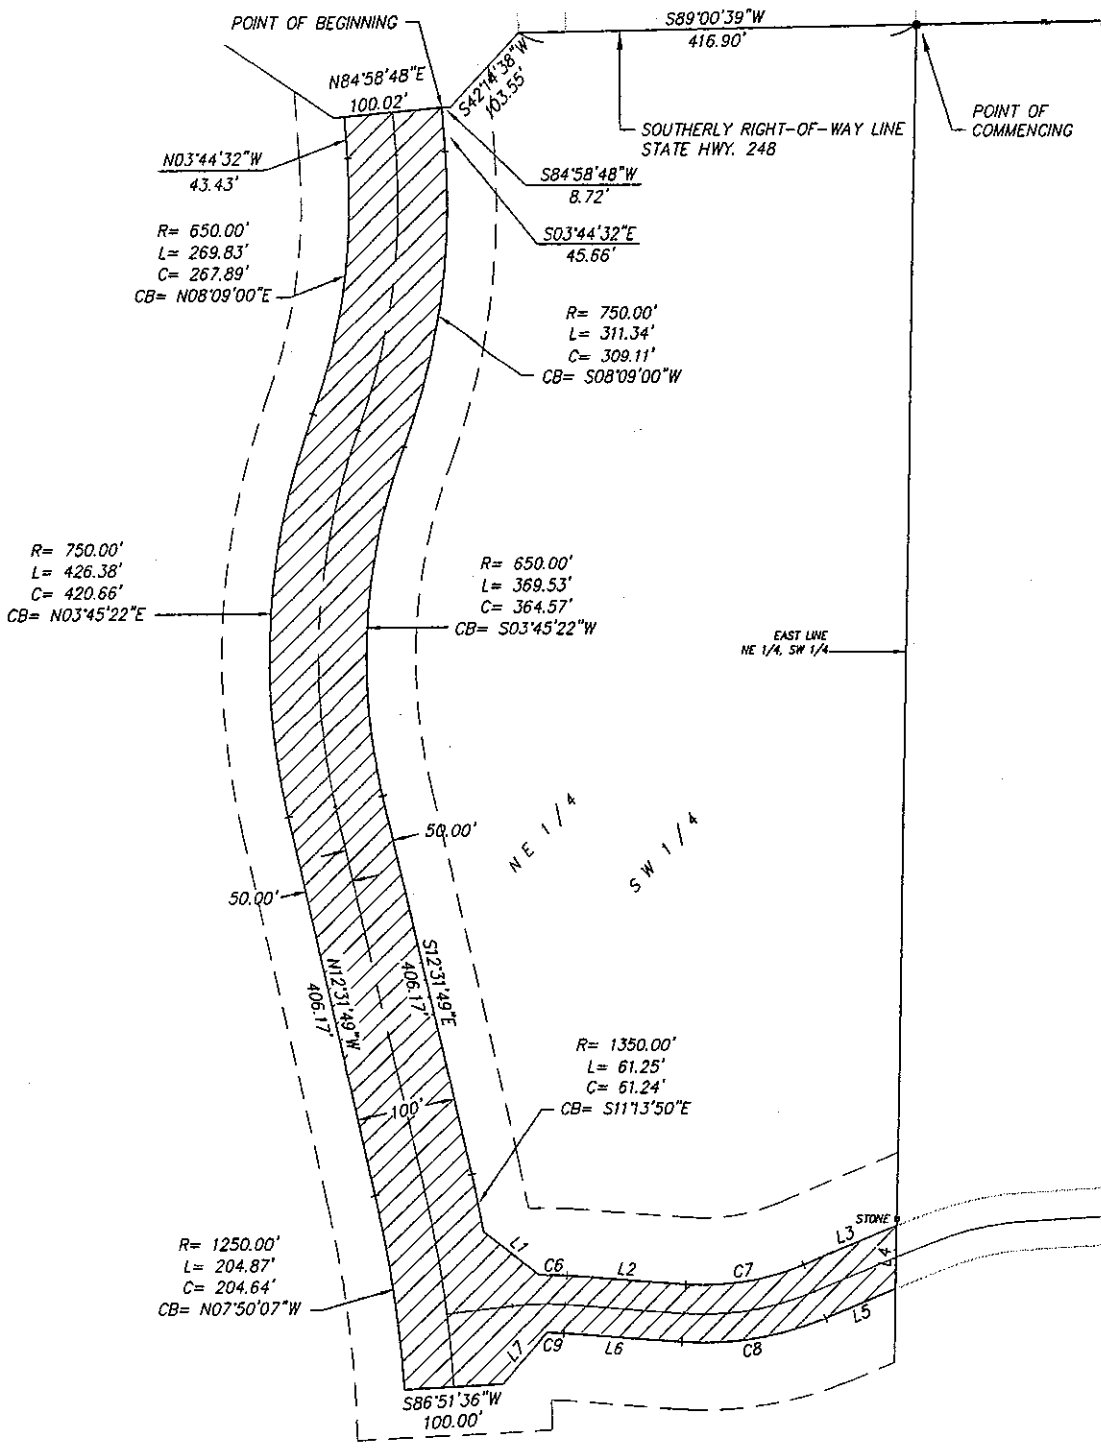 S89°00'39"W
416.90'
POINT OF BEGINNING
S42°14'38"W
103.55'
N84°58'48"E
100.02'
POINT OF
COMMENCING
SOUTHERLY RIGHT-OF-WAY LINE
STATE HWY. 248
N03°44'32"W
43.43'
S84°58'48"W
8.72'
S03°44'32"E
45.66'
R= 650.00'
L= 269.83'
C= 267.89'
CB= N08°09'00"E
R= 750.00'
L= 311.34'
C= 309.11'
CB= S08°09'00"W
R= 750.00'
L= 426.38'
C= 420.66'
CB= N03°45'22"E
R= 650.00'
L= 369.53'
C= 364.57'
CB= S03°45'22"W
EAST LINE
NE 1/4, SW 1/4
NE 1/4
SW 1/4
50.00'
50.00'
N12°31'49"W
406.17'
S12°31'49"E
406.17'
100'
R= 1350.00'
L= 61.25'
C= 61.24'
CB= S11°13'50"E
STONE
L1
C6
L2
C7
L3
L4
R= 1250.00'
L= 204.87'
C= 204.64'
CB= N07°50'07"W
L7
C9
L6
C8
L5
S86°51'36"W
100.00'